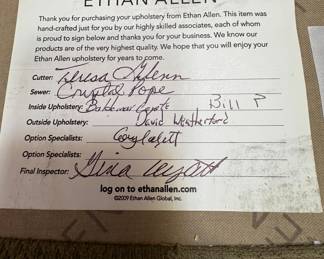 ETHAN ALLEN
Thank you for purchasing your upholstery from Ethan Allen. This item was
hand-crafted just for you by our highly skilled associates, each of whom
is proud to sign below and thanks you for your business. We know our
products are of the very highest quality. We hope that you will enjoy your
Ethan Allen upholstery for years to come.
Cutter: Teresa Glenn
Sewer: Crystal Pope
Inside Upholstery: Bill P
Outside Upholstery: David Weatherford
Option Specialists:
Option Specialists:
Final Inspector: Gina Wyatt
log on to ethanallen.com
©2009 Ethan Allen Global, Inc.